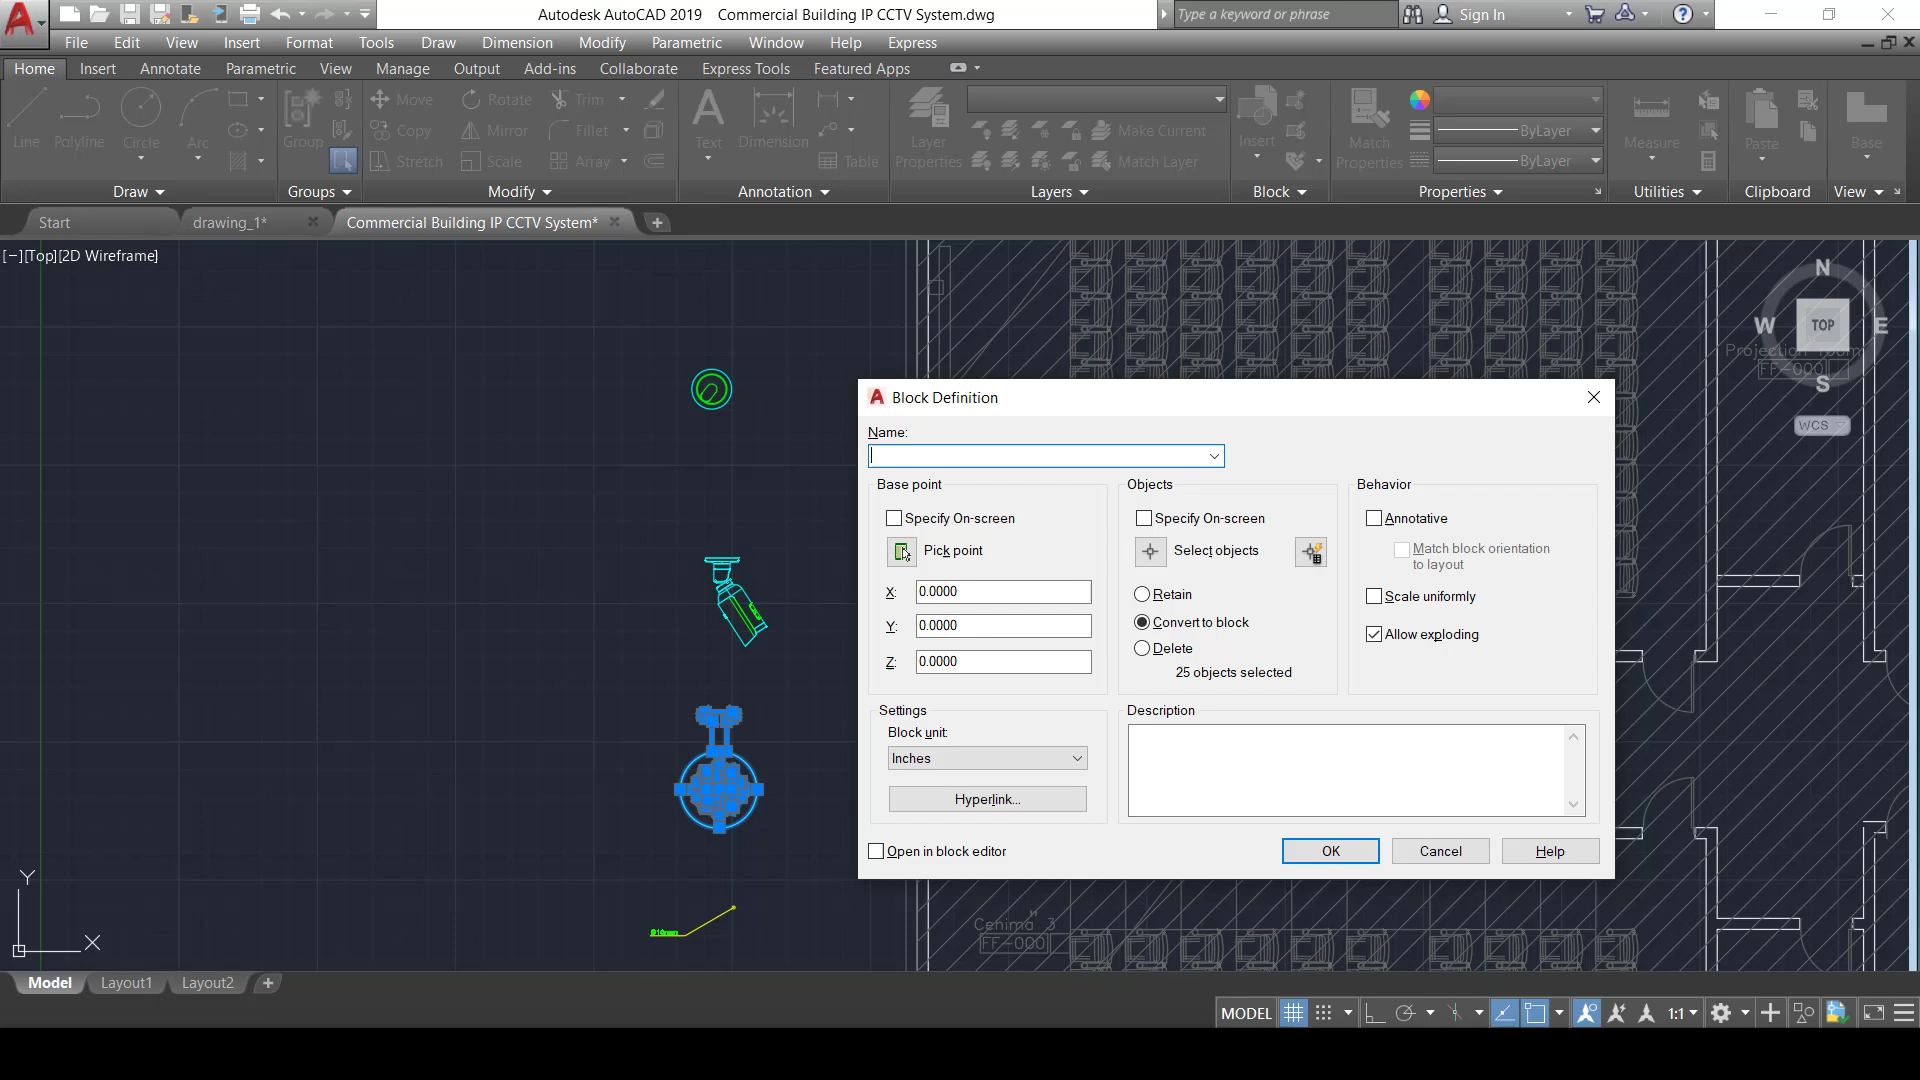 Autodesk AutoCAD 2019 Commercial Building IP CCTV System.dwg
Type a keyword or phrase
Sign In
File Edit View Insert Format Tools Draw Dimension Modify Parametric Window Help Express
Home Insert Annotate Parametric View Manage Output Add-ins Collaborate Express Tools Featured Apps
Line Polyline Circle Arc
Group
Move Rotate Trim
Copy Mirror Fillet
Stretch Scale Array
Text Dimension Table
Layer Properties
Make Current
Match Layer
Insert
Match Properties
ByLayer
ByLayer
Measure
Paste
Base
Draw Groups Modify Annotation Layers Block Properties Utilities Clipboard View
Start drawing_1* Commercial Building IP CCTV System*
[−][Top][2D Wireframe]
N
W TOP E
S
Projection room
FF-000
WCS
Block Definition
Name:
Base point
Specify On-screen
Pick point
X: 0.0000
Y: 0.0000
Z: 0.0000
Objects
Specify On-screen
Select objects
Retain
Convert to block
Delete
25 objects selected
Behavior
Annotative
Match block orientation
to layout
Scale uniformly
Allow exploding
Settings
Block unit:
Inches
Hyperlink...
Description
Open in block editor
OK Cancel Help
Y
X
Cenima" 3
FF-000
Model Layout1 Layout2
MODEL 1:1